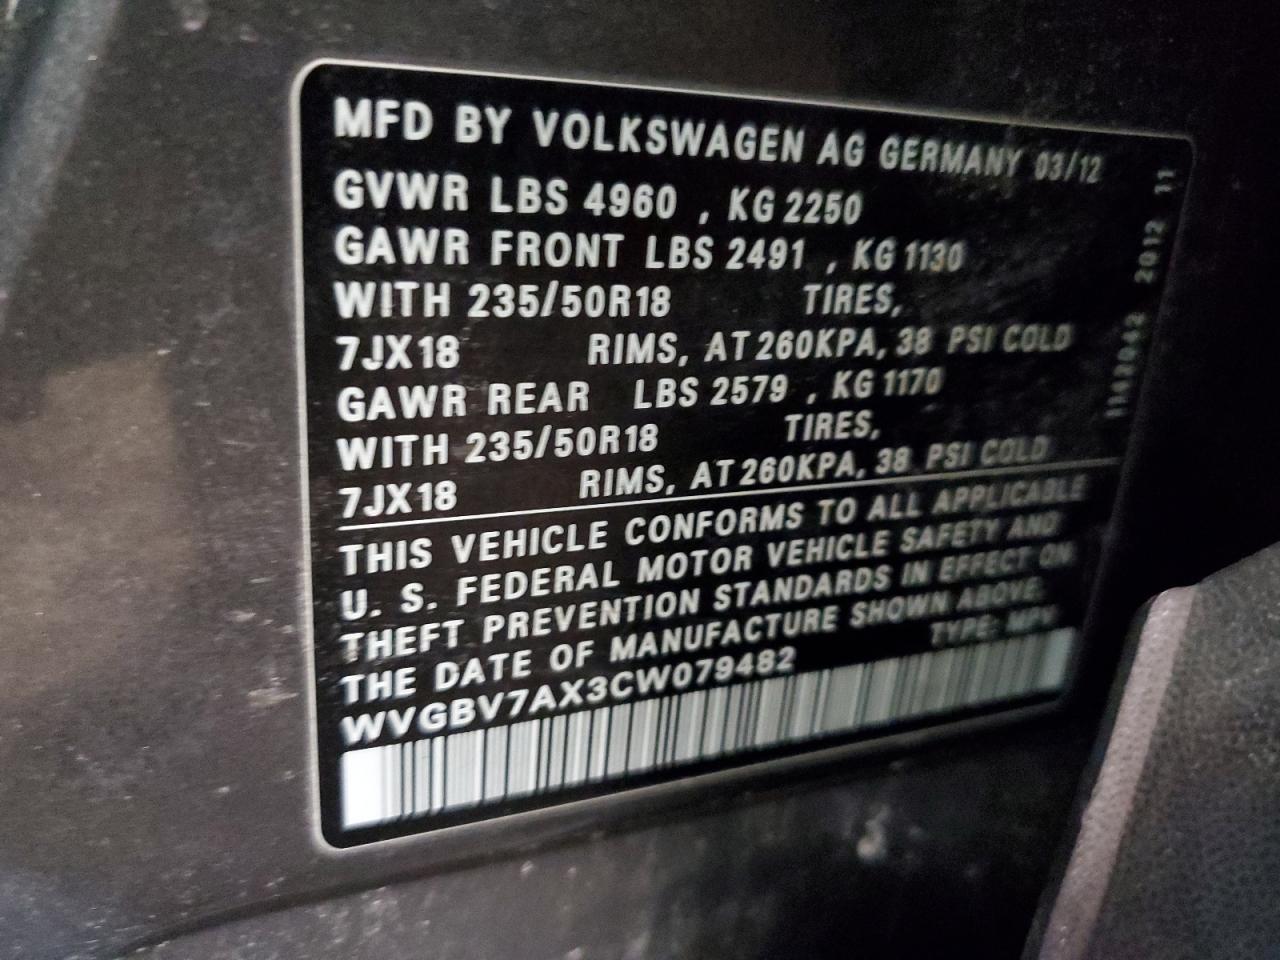 MFD BY VOLKSWAGEN AG GERMANY 03/12
GVWR LBS 4960 , KG 2250
GAWR FRONT LBS 2491 , KG 1130
WITH 235/50R18 TIRES,
7JX18 RIMS, AT 260KPA, 38 PSI COLD
GAWR REAR LBS 2579 , KG 1170
WITH 235/50R18 TIRES,
7JX18 RIMS, AT 260KPA, 38 PSI COLD
THIS VEHICLE CONFORMS TO ALL APPLICABLE
U. S. FEDERAL MOTOR VEHICLE SAFETY AND
THEFT PREVENTION STANDARDS IN EFFECT ON
THE DATE OF MANUFACTURE SHOWN ABOVE.
WVGBV7AX3CW079482 TYPE: MPV
2012 11